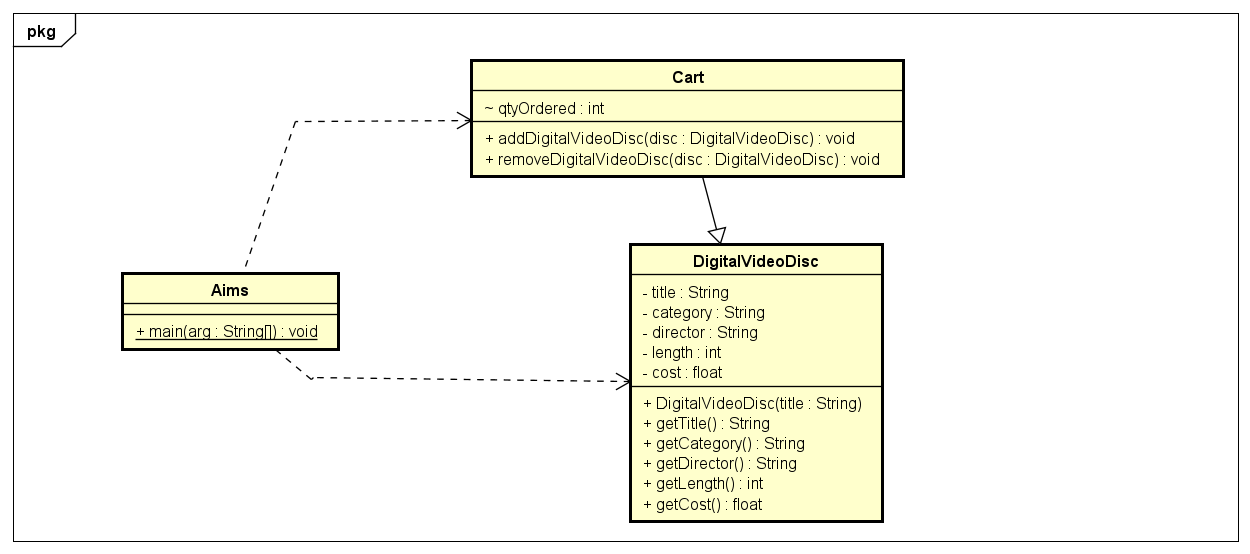 pkg
Cart
~ qtyOrdered : int
+ addDigitalVideoDisc(disc : DigitalVideoDisc) : void
+ removeDigitalVideoDisc(disc : DigitalVideoDisc) : void
Aims
+ main(arg : String[]) : void
DigitalVideoDisc
- title : String
- category : String
- director : String
- length : int
- cost : float
+ DigitalVideoDisc(title : String)
+ getTitle() : String
+ getCategory() : String
+ getDirector() : String
+ getLength() : int
+ getCost() : float